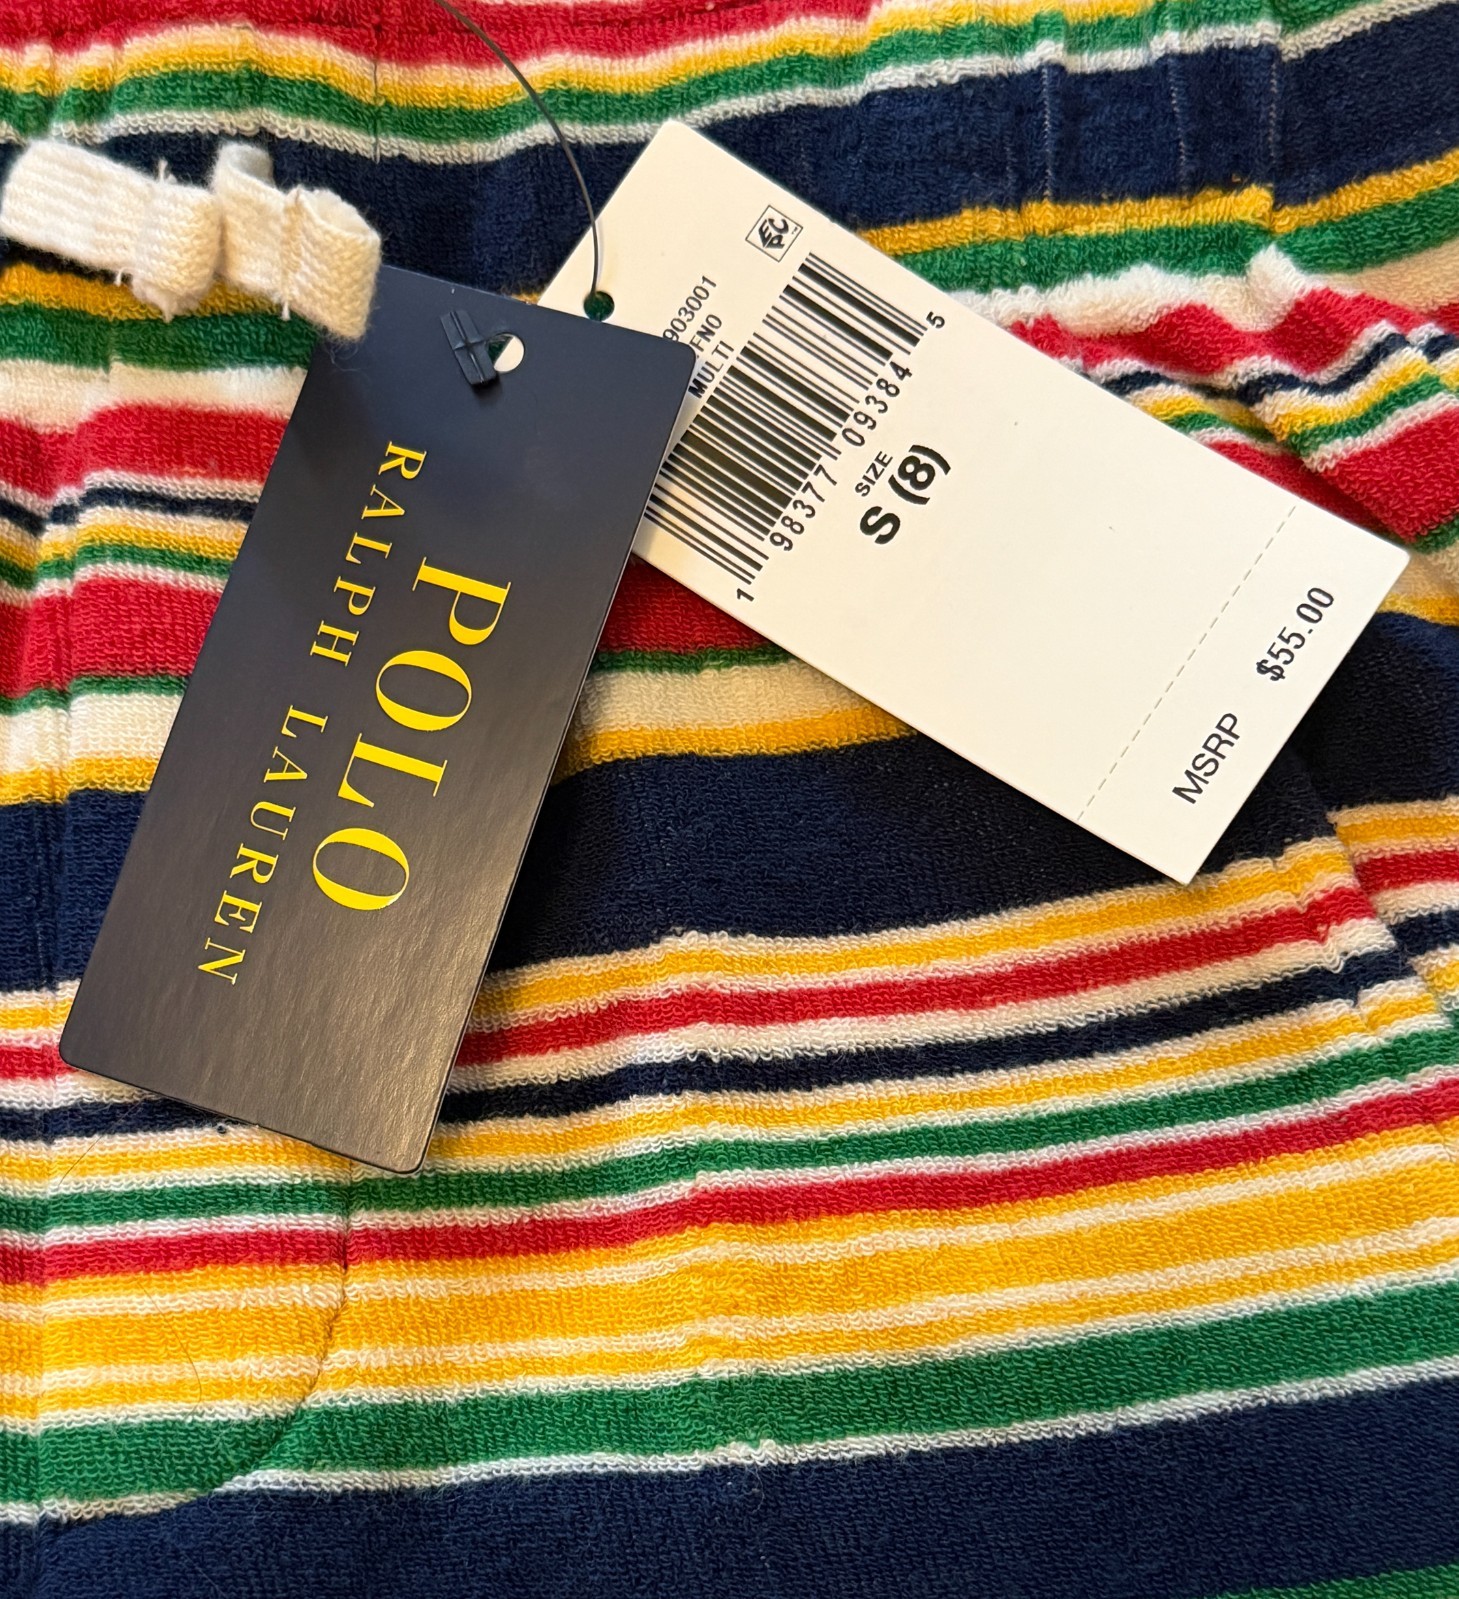 POLO
RALPH LAUREN
903001
FNO
MULTI
1 98377 09384 5
SIZE
S (8)
MSRP $55.00